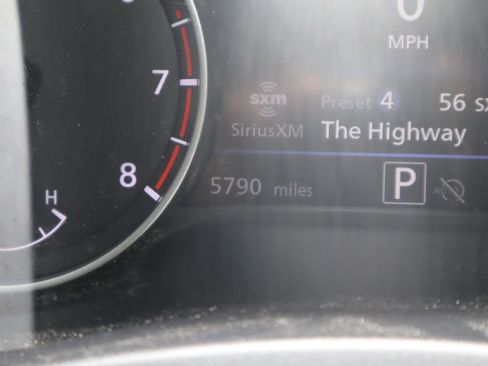 0
MPH
7
sxm
Preset 4
56
SiriusXM
The Highway
8
5790 miles
P
H